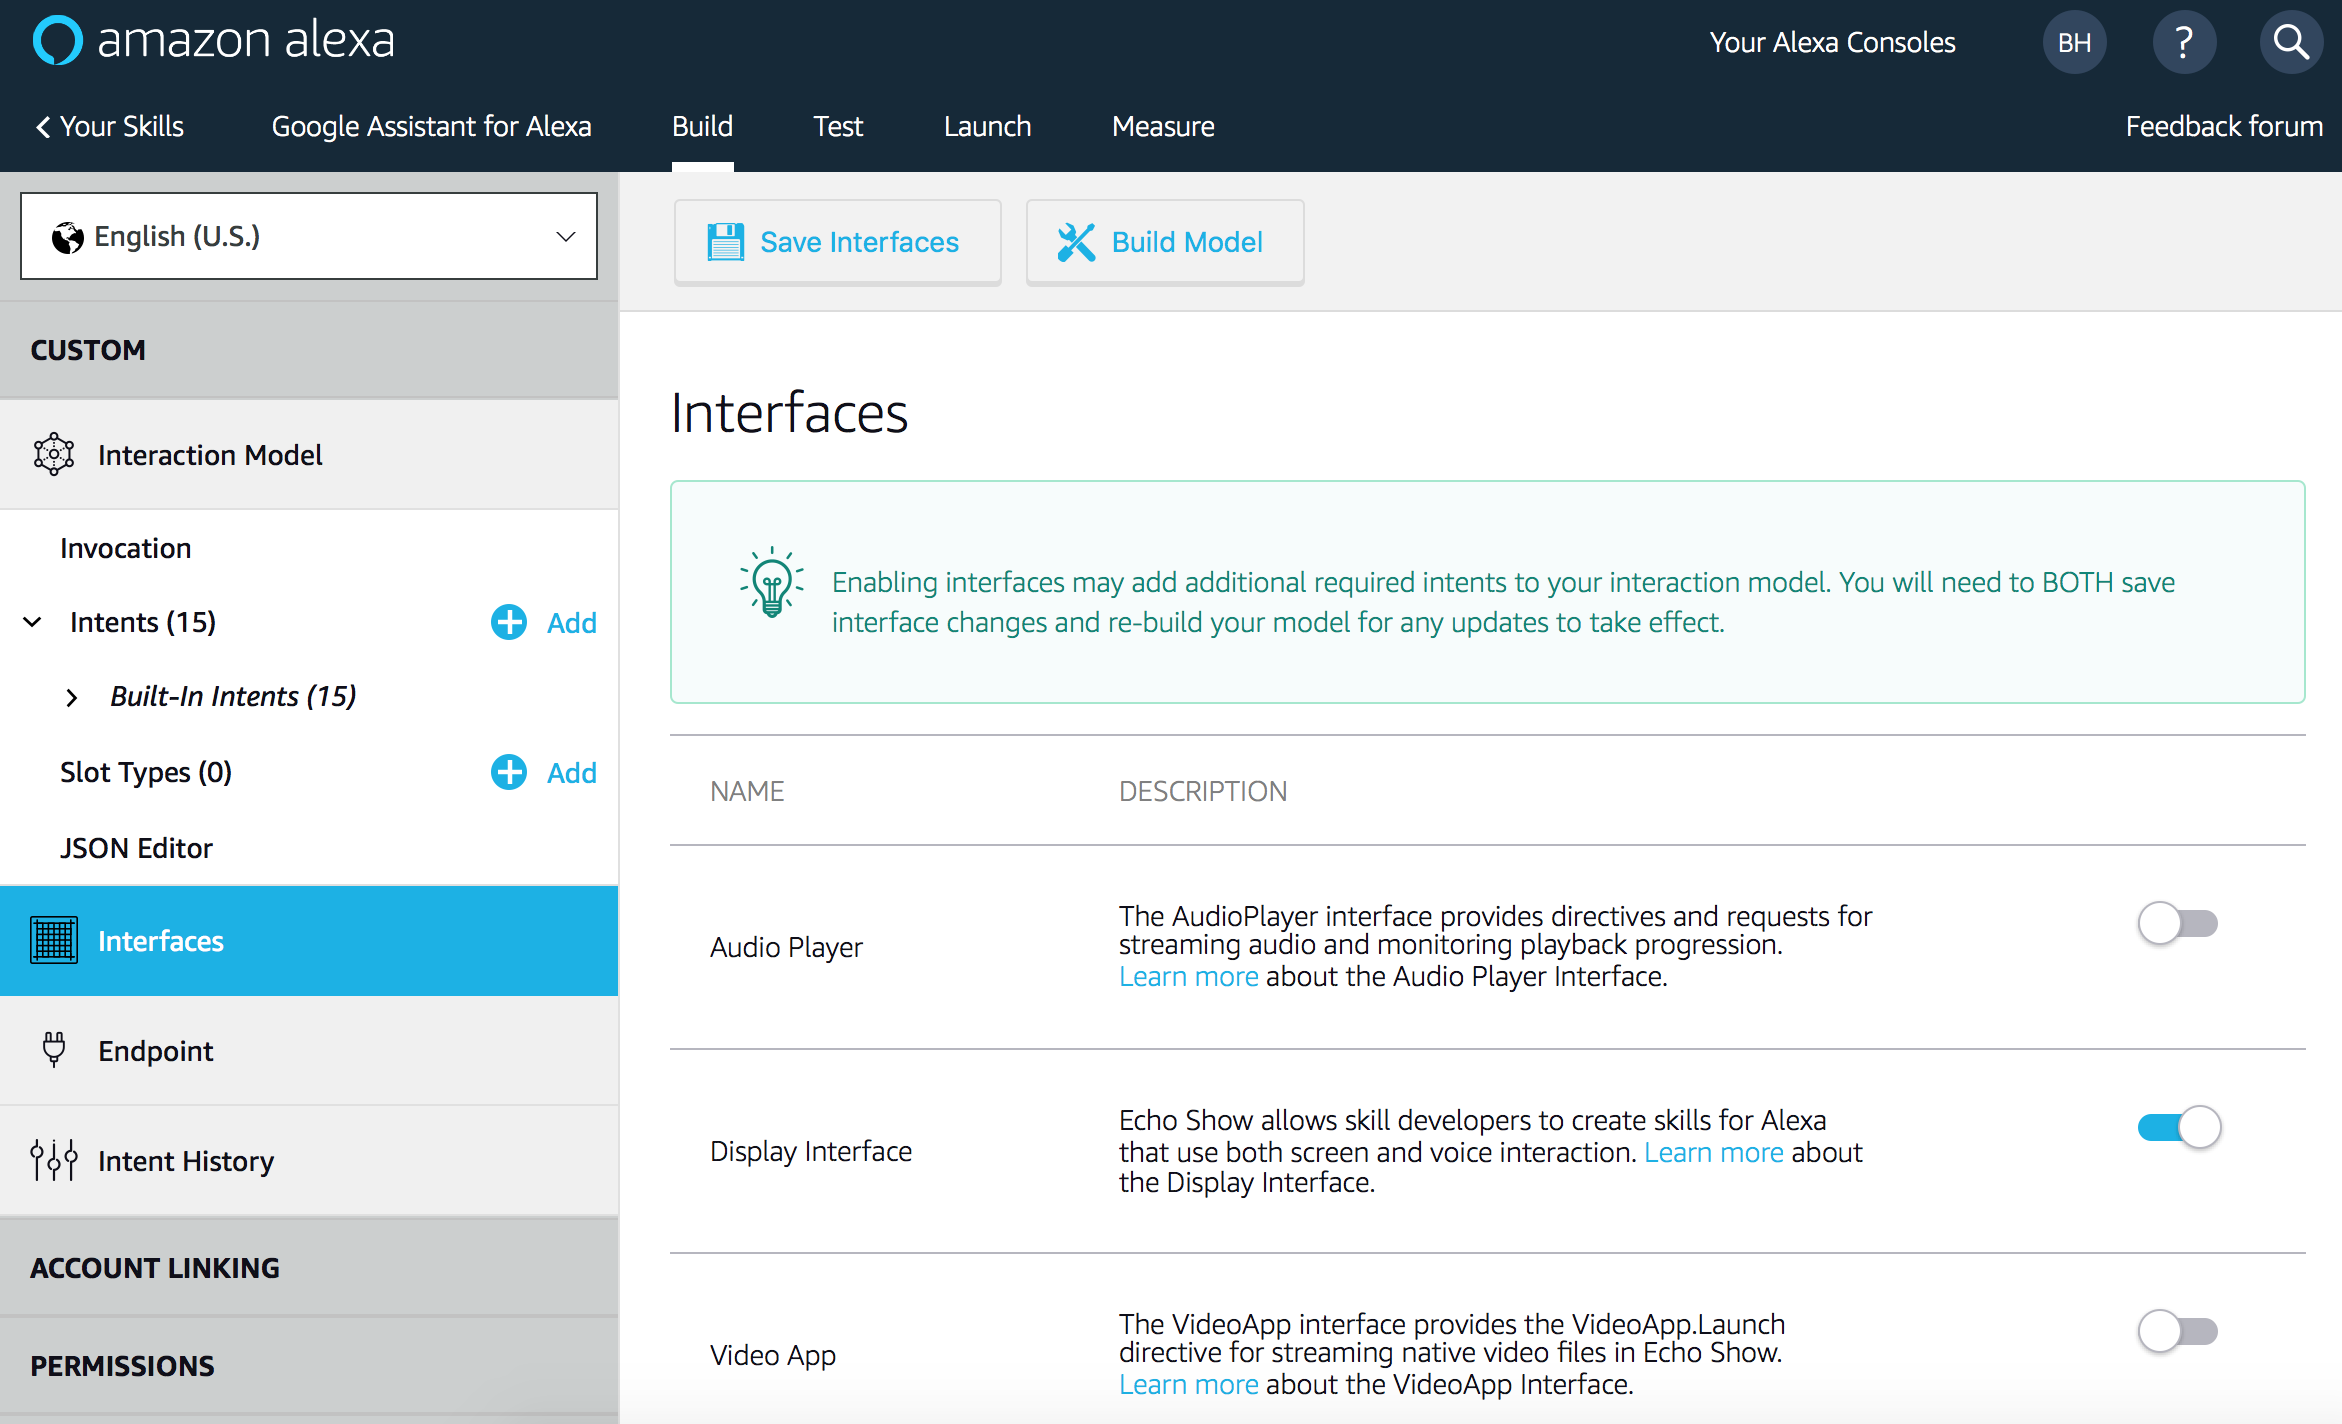 amazon alexa
Your Alexa Consoles
BH
?
Your Skills
Google Assistant for Alexa
Build
Test
Launch
Measure
Feedback forum
English (U.S.)
CUSTOM
Interaction Model
Invocation
Intents (15)
Add
Built-In Intents (15)
Slot Types (0)
Add
JSON Editor
Interfaces
Endpoint
Intent History
ACCOUNT LINKING
PERMISSIONS
Save Interfaces
Build Model
Interfaces
Enabling interfaces may add additional required intents to your interaction model. You will need to BOTH save
interface changes and re-build your model for any updates to take effect.
NAME
DESCRIPTION
Audio Player
The AudioPlayer interface provides directives and requests for
streaming audio and monitoring playback progression.
Learn more about the Audio Player Interface.
Display Interface
Echo Show allows skill developers to create skills for Alexa
that use both screen and voice interaction. Learn more about
the Display Interface.
Video App
The VideoApp interface provides the VideoApp.Launch
directive for streaming native video files in Echo Show.
Learn more about the VideoApp Interface.